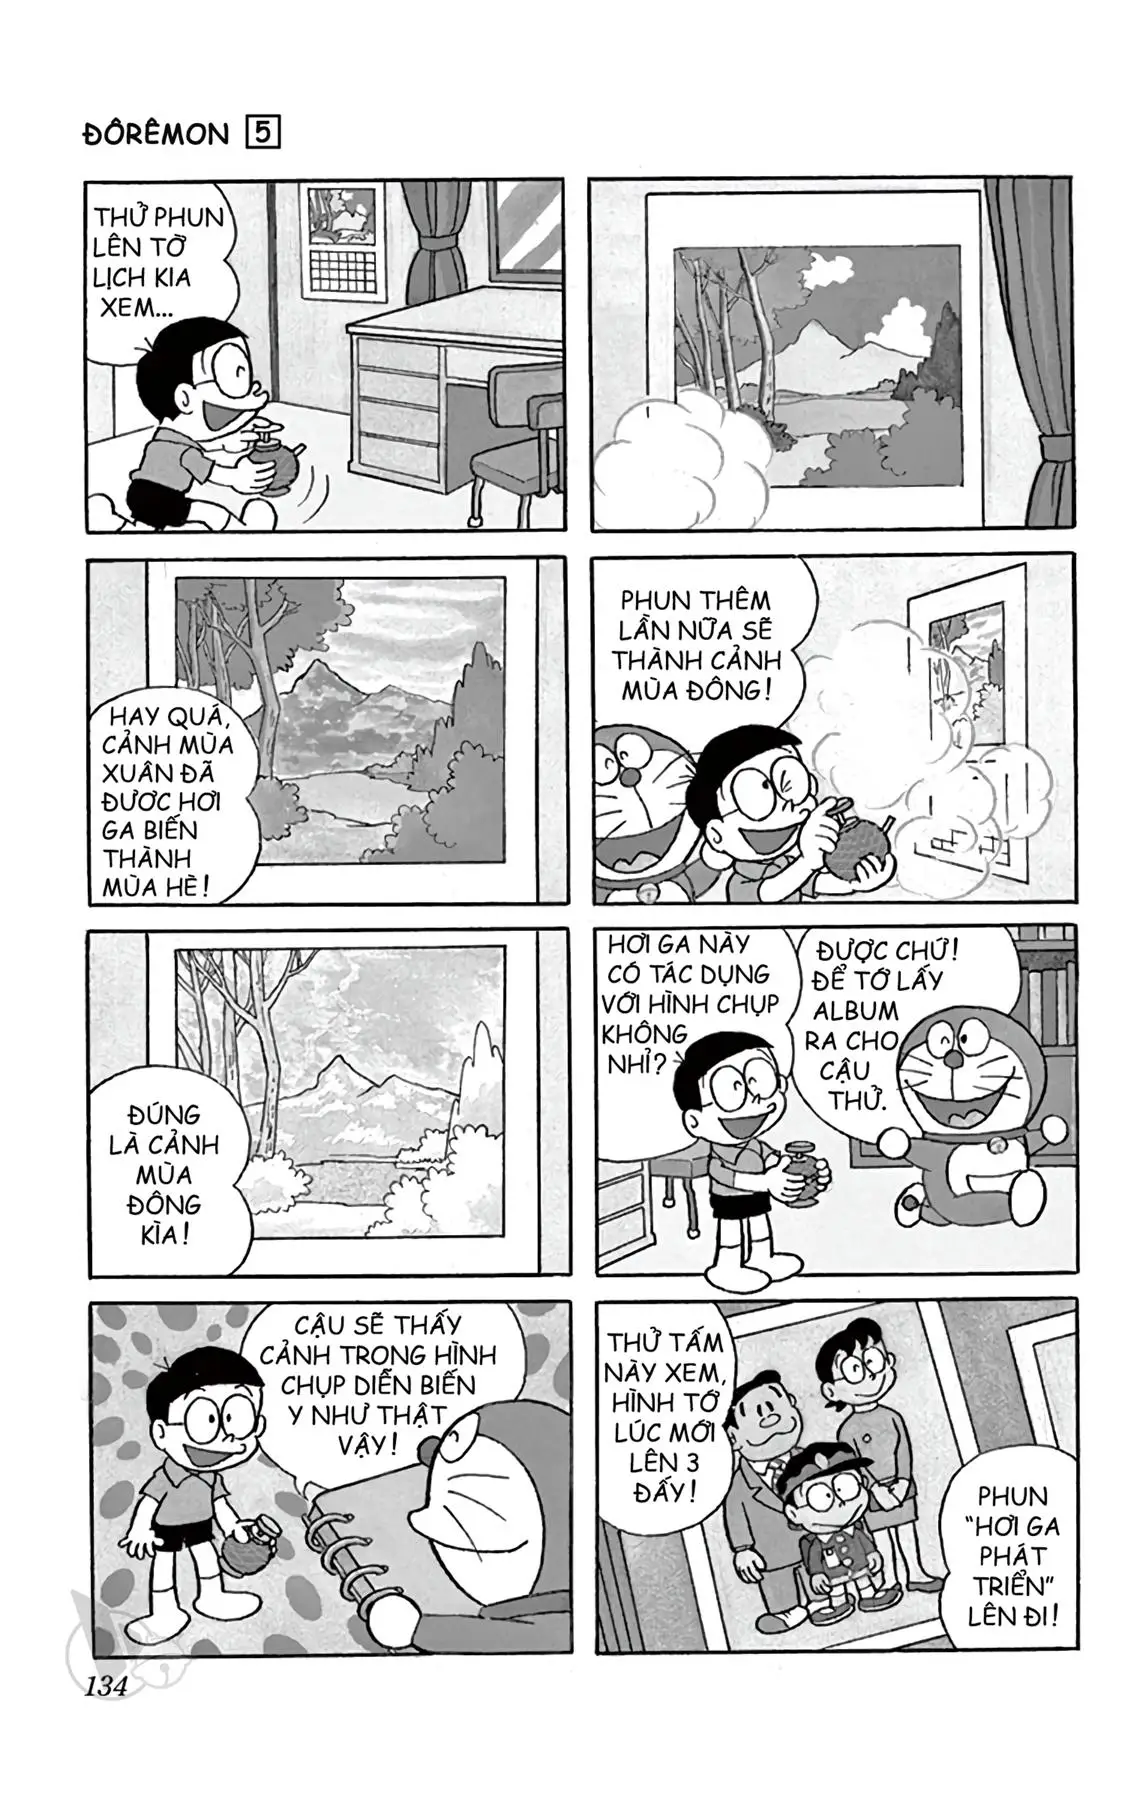 ĐÔRÊMON 5
THỬ PHUN
LÊN TỜ
LỊCH KIA
XEM...
HAY QUÁ,
CẢNH MÙA
XUÂN ĐÃ
ĐƯƠC HƠI
GA BIẾN
THÀNH
MÙA HÈ!
PHUN THÊM
LẦN NỮA SẼ
THÀNH CẢNH
MÙA ĐÔNG!
ĐÚNG
LÀ CẢNH
MÙA
ĐÔNG
KÌA!
HƠI GA NÀY
CÓ TÁC DỤNG
VỚI HÌNH CHỤP
KHÔNG
NHỈ?
ĐƯỢC CHỨ!
ĐỂ TỚ LẤY
ALBUM
RA CHO
CẬU
THỬ.
CẬU SẼ THẤY
CẢNH TRONG HÌNH
CHỤP DIỄN BIẾN
Y NHƯ THẬT
VẬY!
THỬ TẤM
NÀY XEM,
HÌNH TỚ
LÚC MỚI
LÊN 3
ĐẤY!
PHUN
"HƠI GA
PHÁT
TRIỂN"
LÊN ĐI!
134